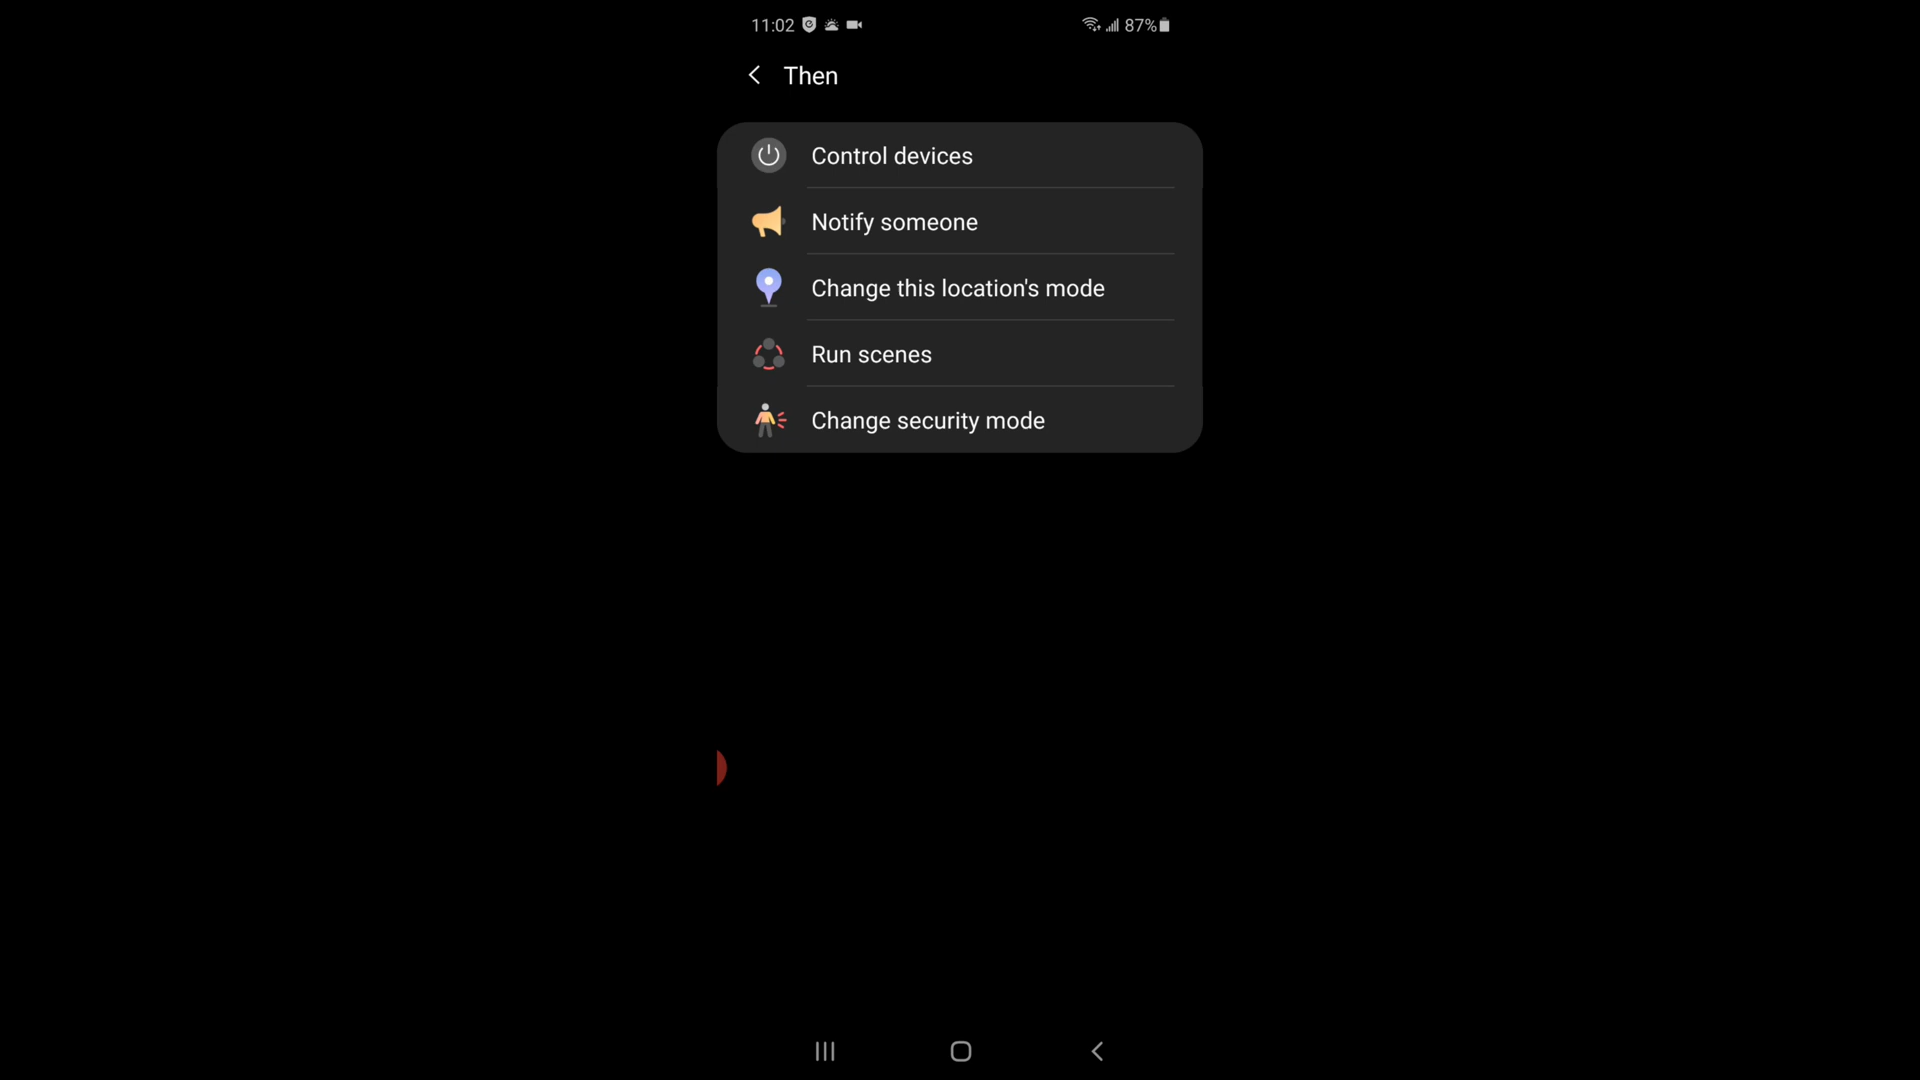 11:02 87%
Then
Control devices
Notify someone
Change this location's mode
Run scenes
Change security mode